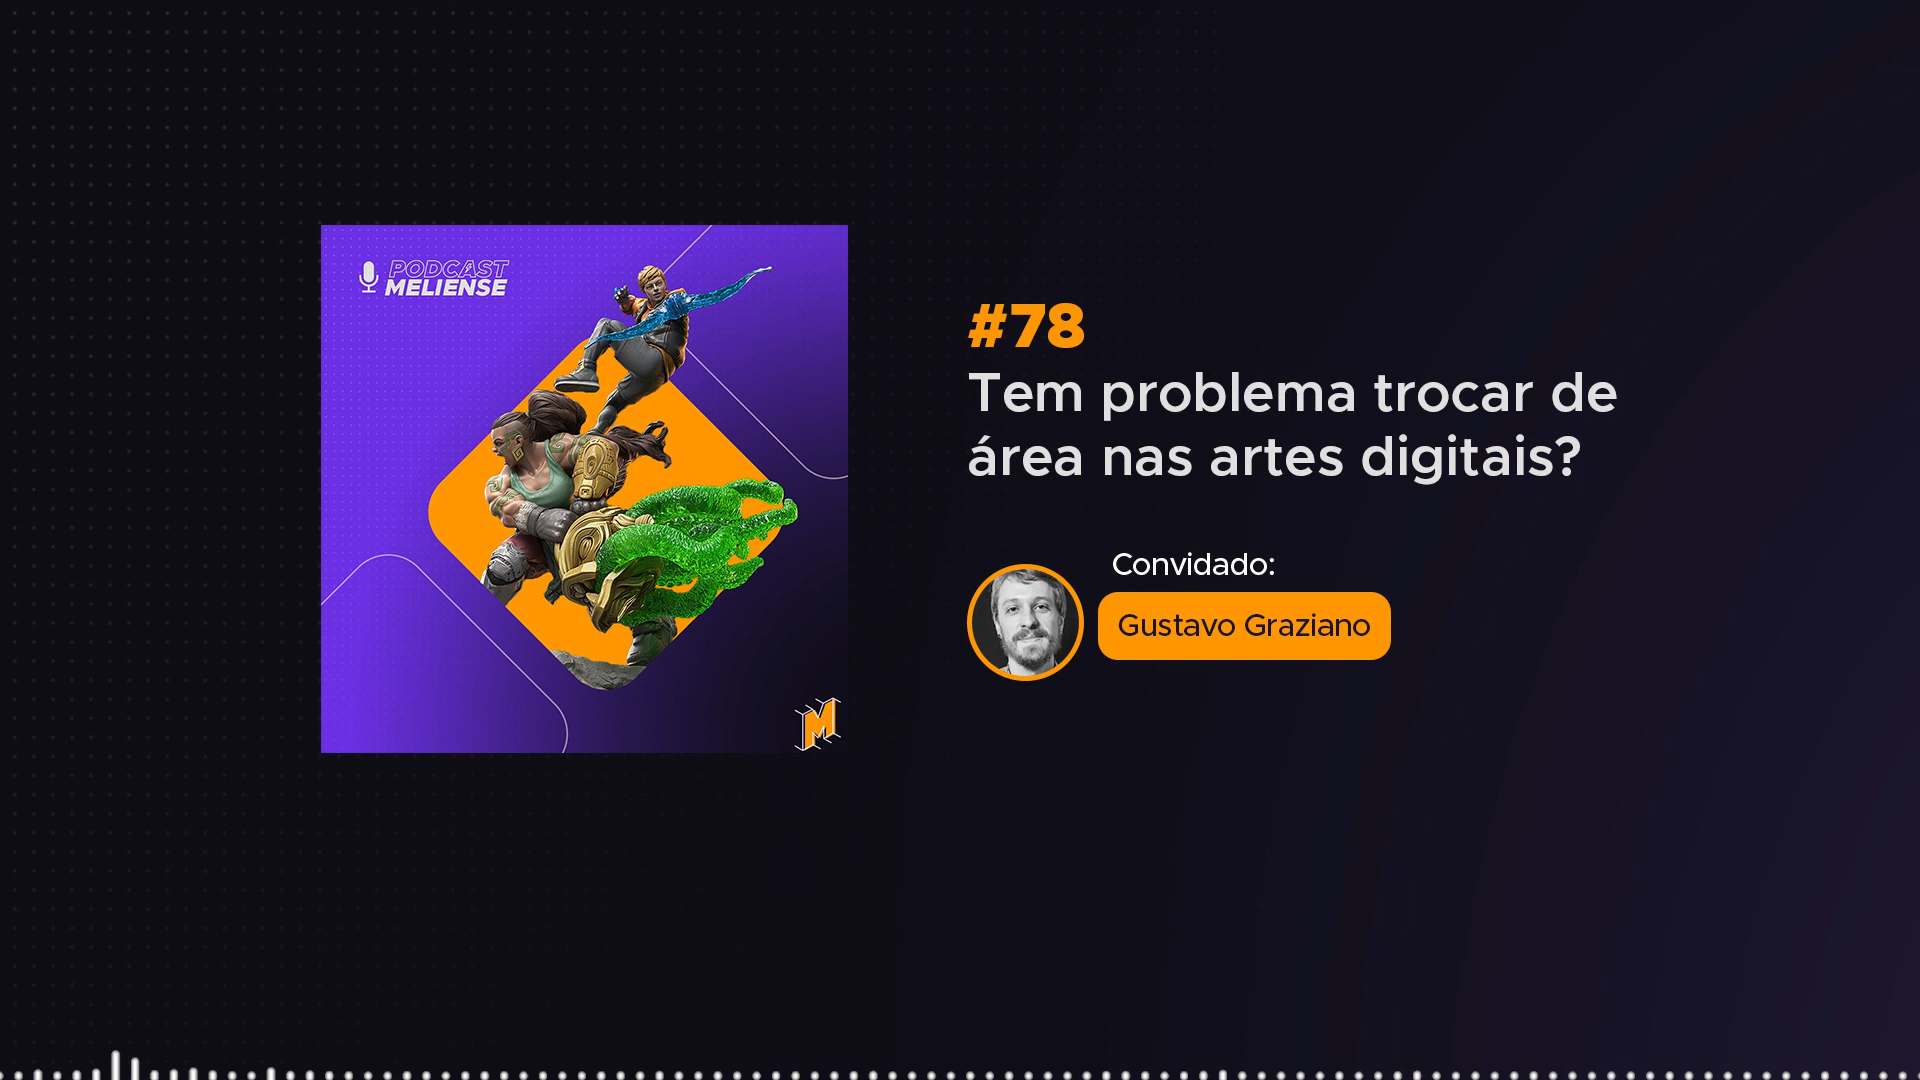 PODCAST
MELIENSE
M
#78
Tem problema trocar de
área nas artes digitais?
Convidado:
Gustavo Graziano